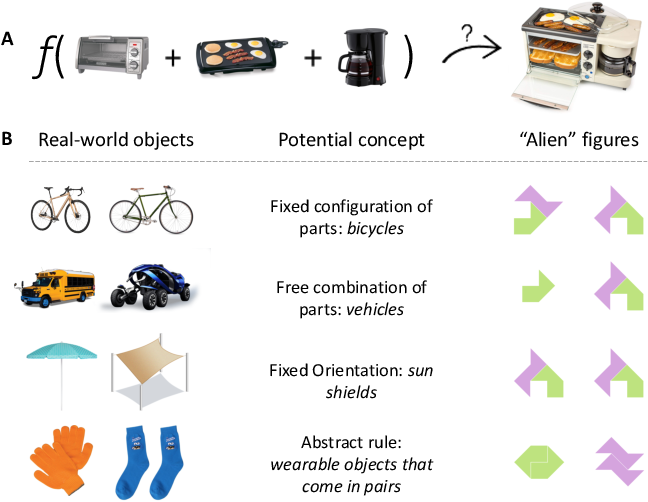 A
f( + + )
?
B Real-world objects Potential concept “Alien” figures
Fixed configuration of
parts: bicycles
Free combination of
parts: vehicles
Fixed Orientation: sun
shields
Abstract rule:
wearable objects that
come in pairs